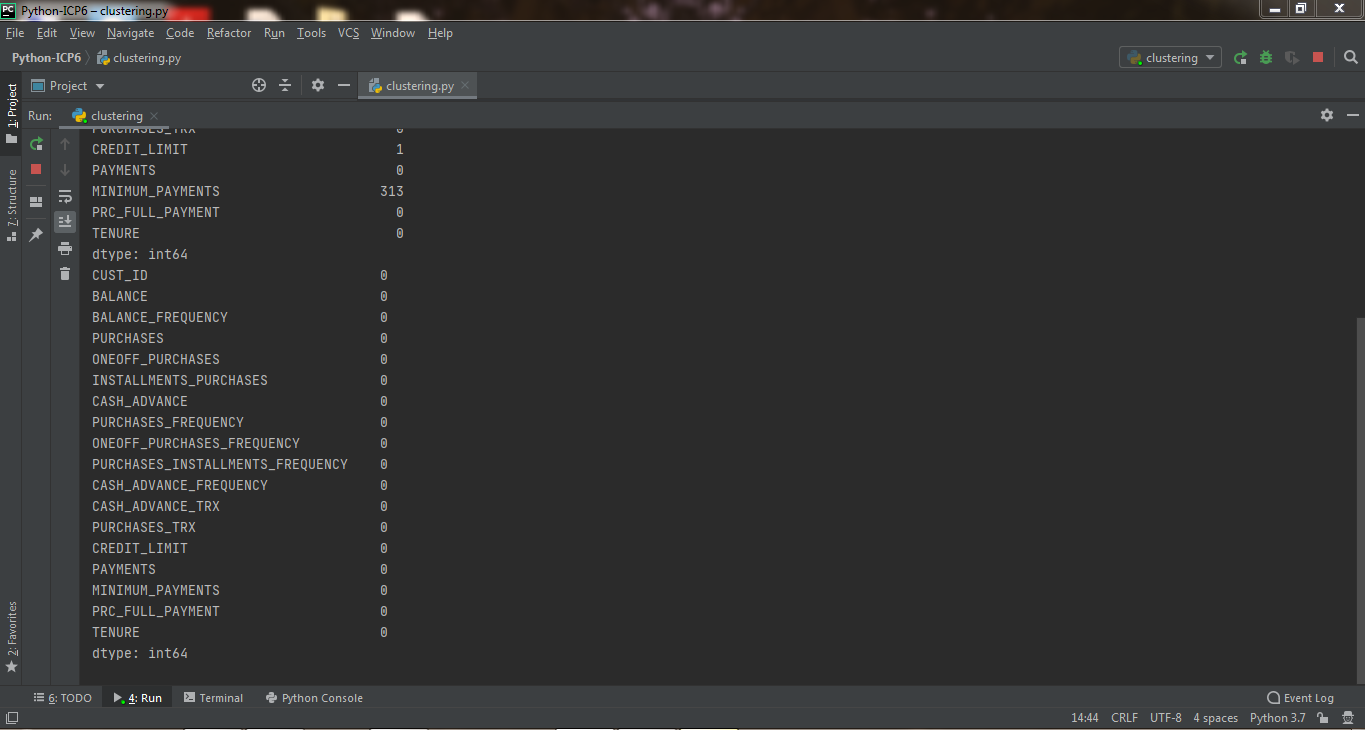 PC Python-ICP6 – clustering.py
File Edit View Navigate Code Refactor Run Tools VCS Window Help
Python-ICP6 clustering.py clustering
Project clustering.py
Run: clustering
PURCHASES_TRX 0
CREDIT_LIMIT 1
PAYMENTS 0
MINIMUM_PAYMENTS 313
PRC_FULL_PAYMENT 0
TENURE 0
dtype: int64
CUST_ID 0
BALANCE 0
BALANCE_FREQUENCY 0
PURCHASES 0
ONEOFF_PURCHASES 0
INSTALLMENTS_PURCHASES 0
CASH_ADVANCE 0
PURCHASES_FREQUENCY 0
ONEOFF_PURCHASES_FREQUENCY 0
PURCHASES_INSTALLMENTS_FREQUENCY 0
CASH_ADVANCE_FREQUENCY 0
CASH_ADVANCE_TRX 0
PURCHASES_TRX 0
CREDIT_LIMIT 0
PAYMENTS 0
MINIMUM_PAYMENTS 0
PRC_FULL_PAYMENT 0
TENURE 0
dtype: int64
1: Project
7: Structure
2: Favorites
6: TODO 4: Run Terminal Python Console Event Log
14:44 CRLF UTF-8 4 spaces Python 3.7